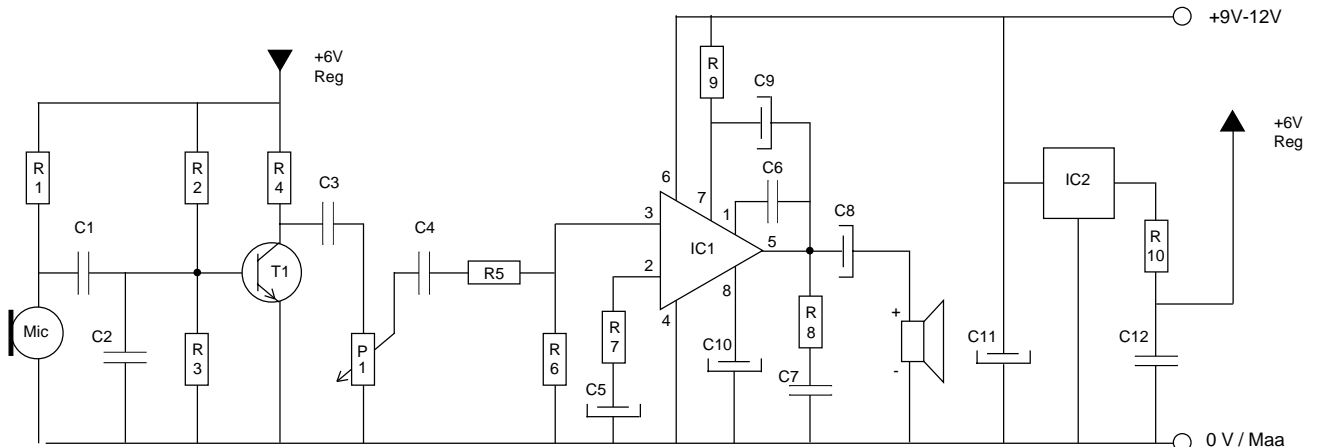 +9V-12V
+6V
Reg
R
9
C9
+6V
Reg
R
1
R
2
R
4
C3
6
7
C6
1
IC2
C1
C4
3
C8
R
10
T1
R5
IC1
5
2
8
Mic
C2
R
3
P
1
R
6
R
7
4
C10
R
8
+
-
C11
C12
C5
C7
0 V / Maa